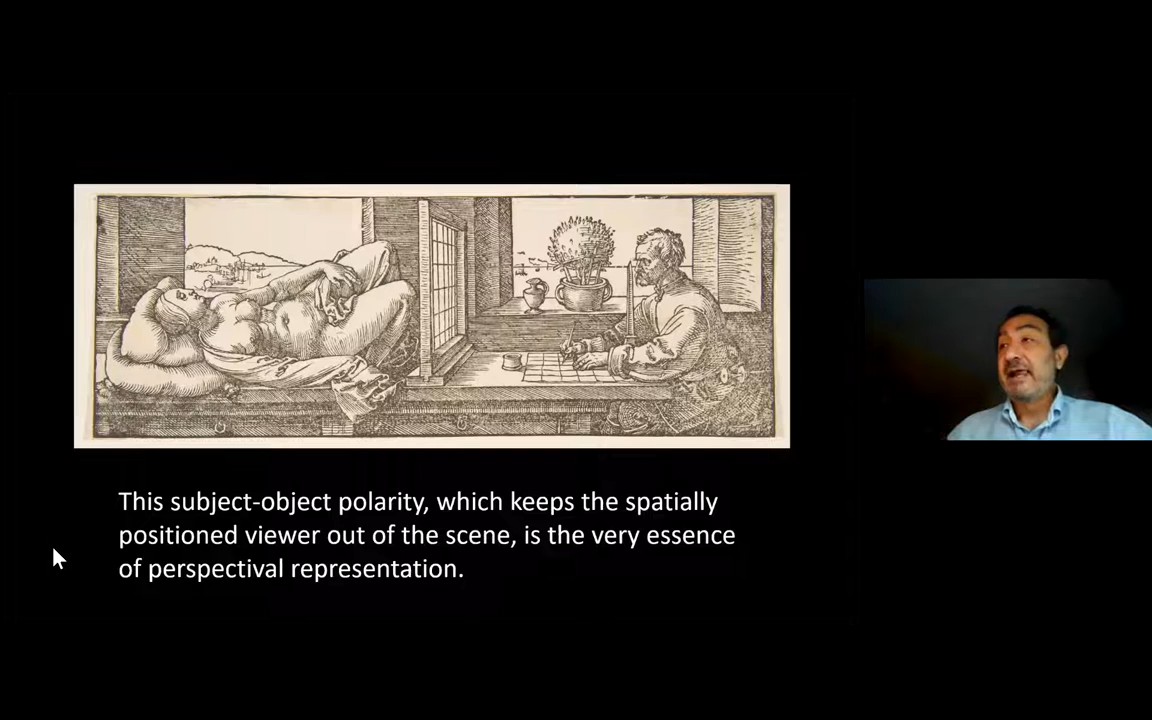 This subject-object polarity, which keeps the spatially
positioned viewer out of the scene, is the very essence
of perspectival representation.